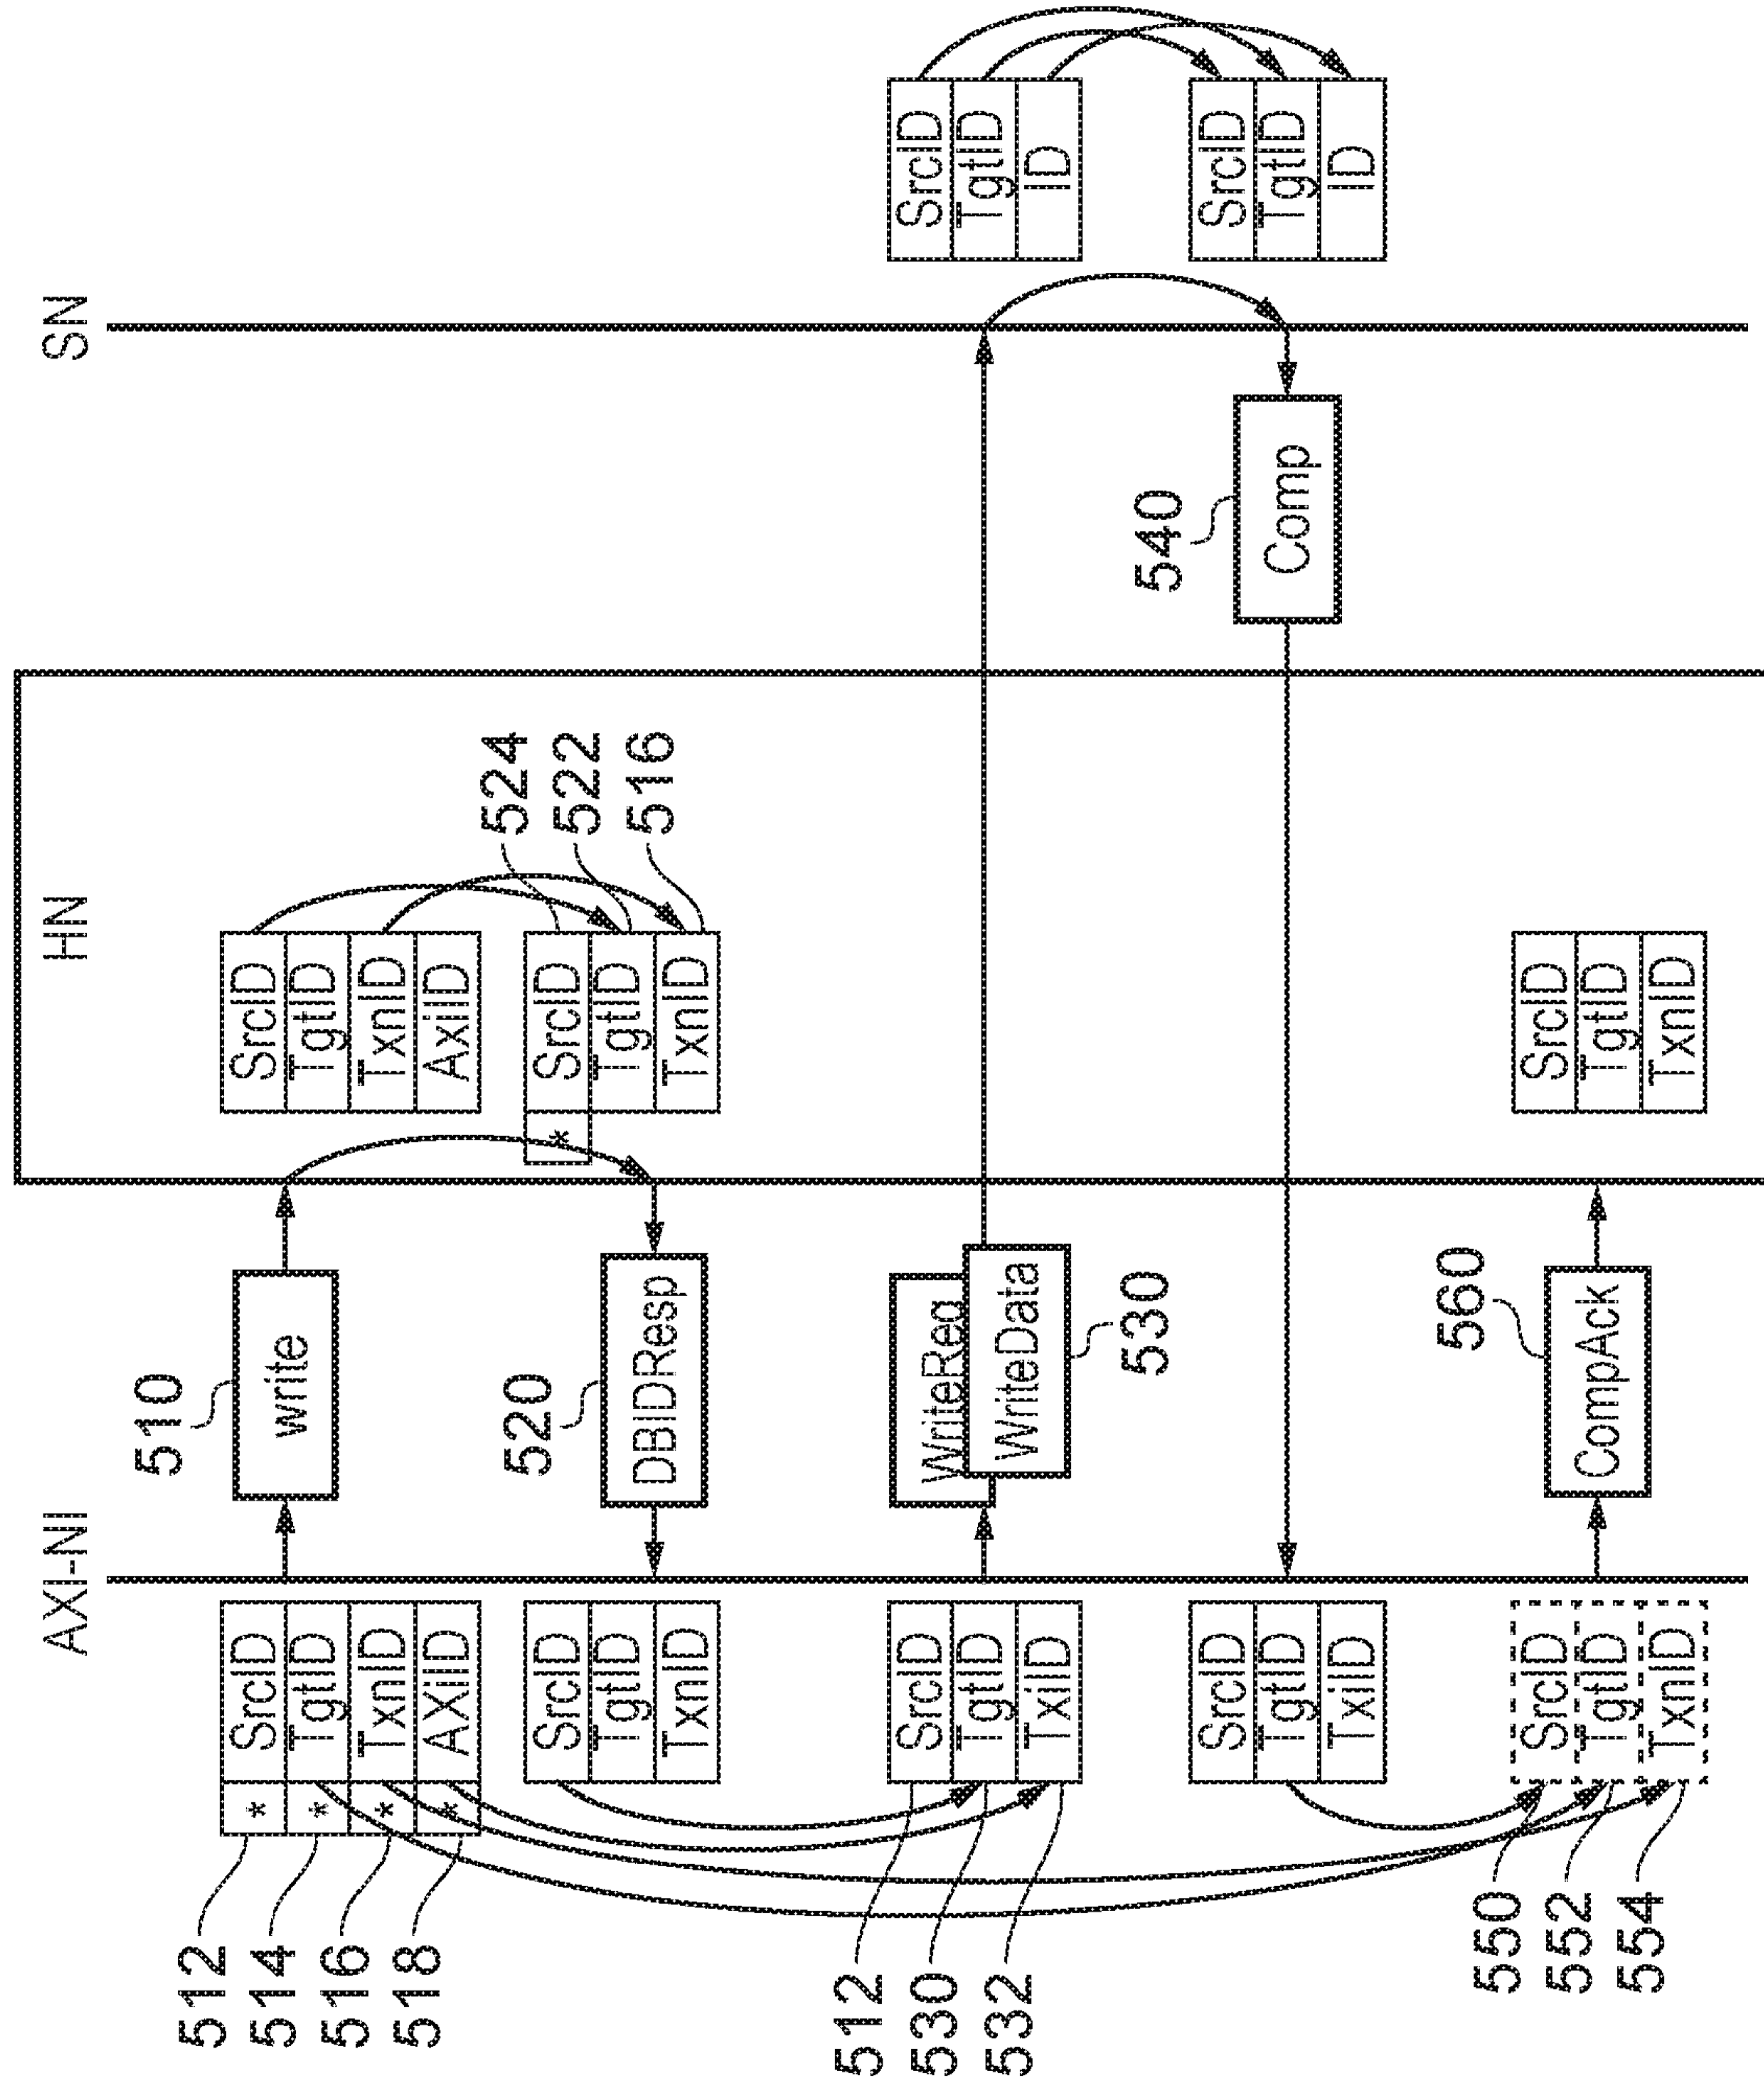 AXI-NI
HN
SN
510
write
512
514
516
518
* SrcID
* TgtID
* TxnID
* AXiID
SrcID
TgtID
TxnID
AxiID
520
DBIDResp
SrcID
TgtID
TxnID
* SrcID
TgtID
TxnID
524
522
516
512
530
532
SrcID
TgtID
TxiID
WriteReq
WriteData
530
SrcID
TgtID
ID
540
Comp
SrcID
TgtID
TxiID
SrcID
TgtID
ID
550
552
554
SrcID
TgtID
TxnID
560
CompAck
SrcID
TgtID
TxnID